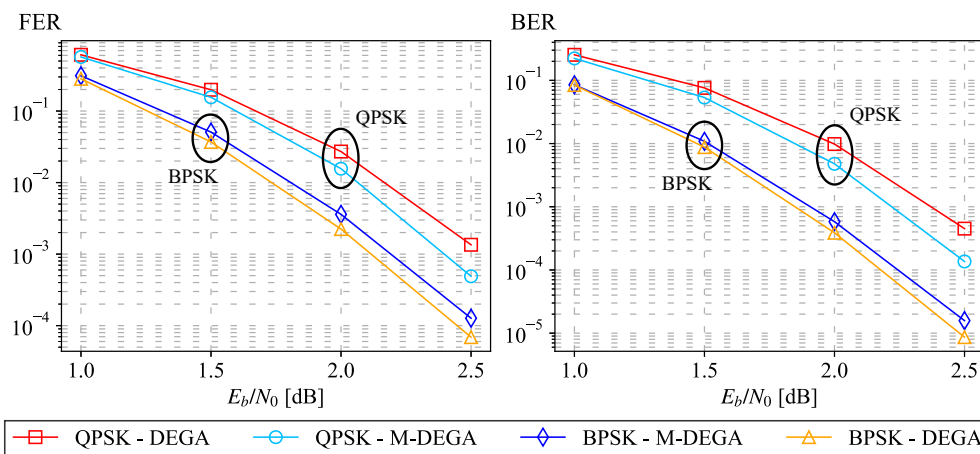 FER
BER
10⁻¹
10⁻²
10⁻³
10⁻⁴
QPSK
BPSK
1.0 1.5 2.0 2.5
E_b/N_0 [dB]
10⁻¹
10⁻²
10⁻³
10⁻⁴
10⁻⁵
QPSK
BPSK
1.0 1.5 2.0 2.5
E_b/N_0 [dB]
QPSK - DEGA QPSK - M-DEGA BPSK - M-DEGA BPSK - DEGA